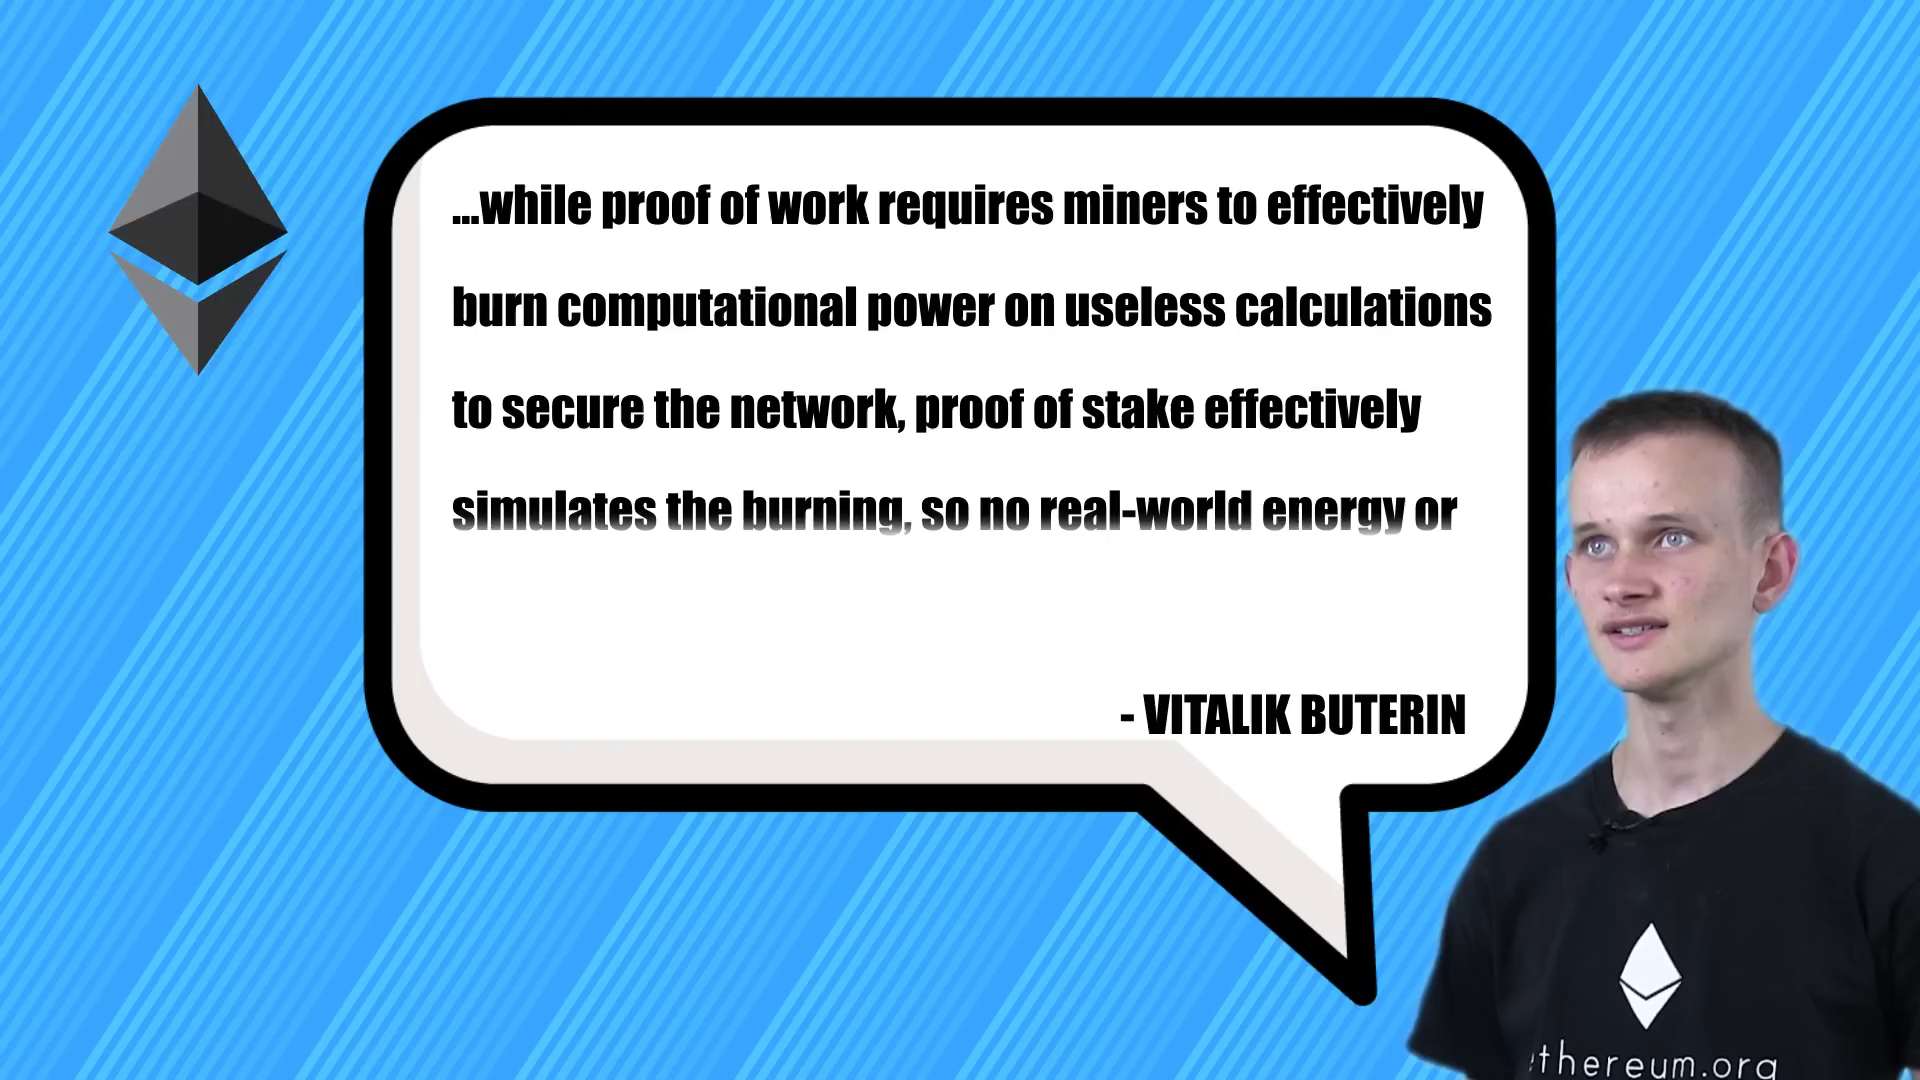 ...while proof of work requires miners to effectively
burn computational power on useless calculations
to secure the network, proof of stake effectively
simulates the burning, so no real-world energy or
- VITALIK BUTERIN
ethereum.org